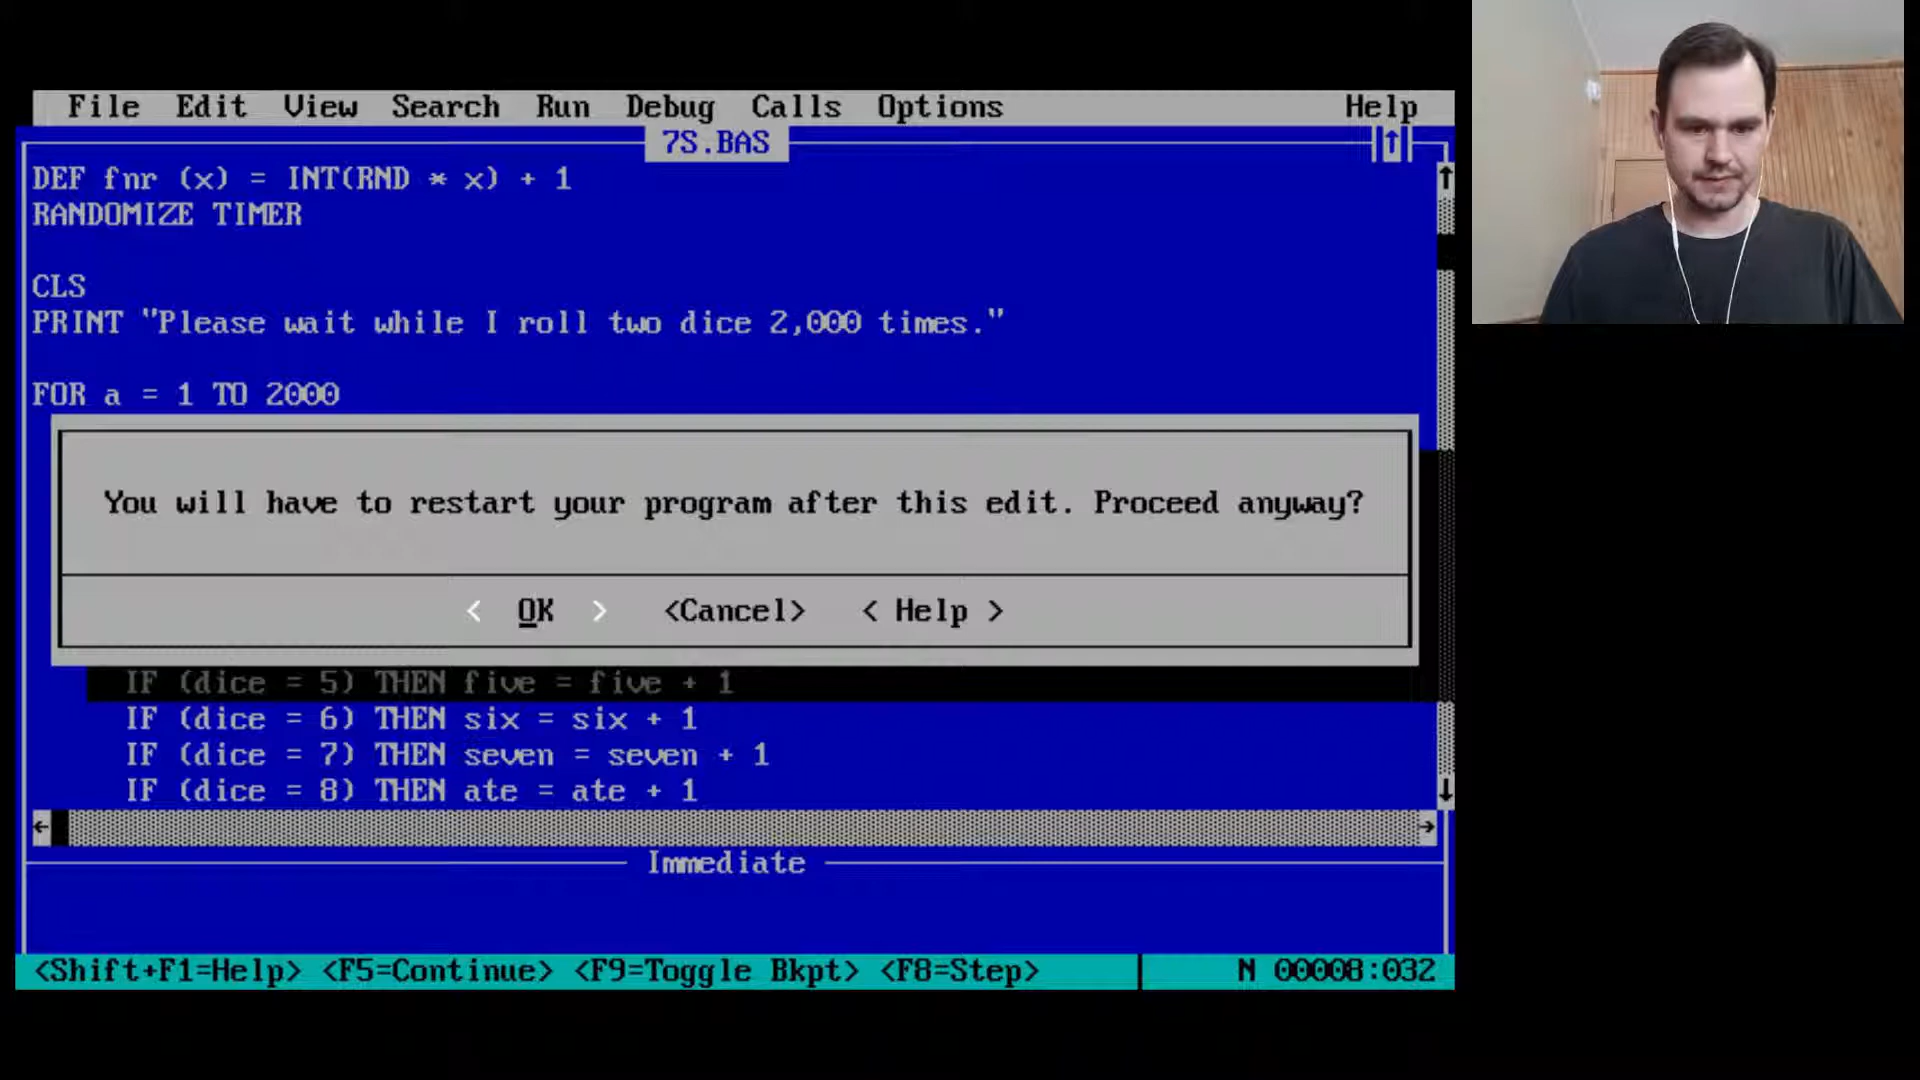 File Edit View Search Run Debug Calls Options Help
7S.BAS
DEF fnr (x) = INT(RND * x) + 1
RANDOMIZE TIMER
CLS
PRINT "Please wait while I roll two dice 2,000 times."
FOR a = 1 TO 2000
You will have to restart your program after this edit. Proceed anyway?
< OK > <Cancel> < Help >
IF (dice = 5) THEN five = five + 1
IF (dice = 6) THEN six = six + 1
IF (dice = 7) THEN seven = seven + 1
IF (dice = 8) THEN ate = ate + 1
Immediate
<Shift+F1=Help> <F5=Continue> <F9=Toggle Bkpt> <F8=Step> N 00008:032